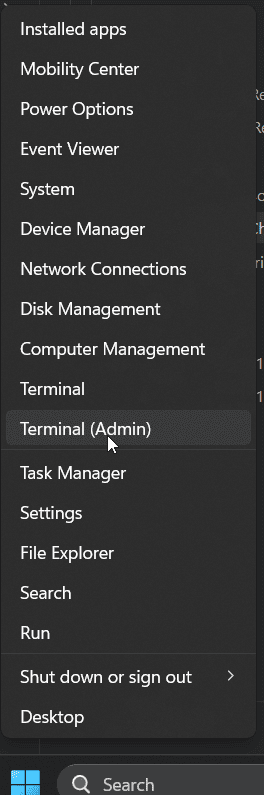 Installed apps
Mobility Center
Power Options
Event Viewer
System
Device Manager
Network Connections
Disk Management
Computer Management
Terminal
Terminal (Admin)
Task Manager
Settings
File Explorer
Search
Run
Shut down or sign out
Desktop
Search